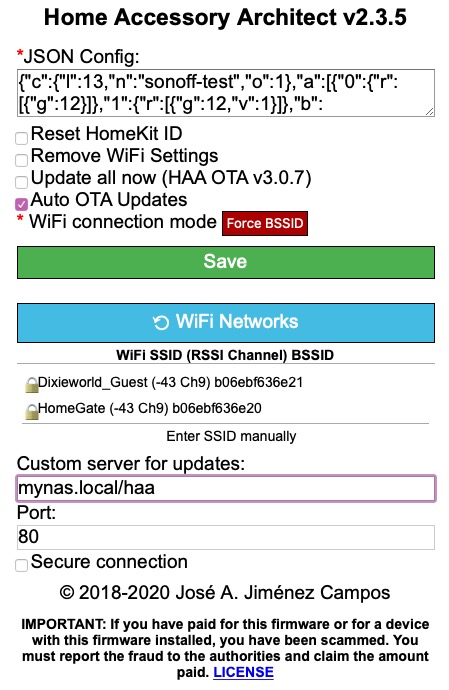 Home Accessory Architect v2.3.5
*JSON Config:
{"c":{"l":13,"n":"sonoff-test","o":1},"a":[{"0":{"r":
[{"g":12}]},"1":{"r":[{"g":12,"v":1}]},"b":
Reset HomeKit ID
Remove WiFi Settings
Update all now (HAA OTA v3.0.7)
Auto OTA Updates
* WiFi connection mode Force BSSID
Save
WiFi Networks
WiFi SSID (RSSI Channel) BSSID
Dixieworld_Guest (-43 Ch9) b06ebf636e21
HomeGate (-43 Ch9) b06ebf636e20
Enter SSID manually
Custom server for updates:
mynas.local/haa
Port:
80
Secure connection
© 2018-2020 José A. Jiménez Campos
IMPORTANT: If you have paid for this firmware or for a device
with this firmware installed, you have been scammed. You
must report the fraud to the authorities and claim the amount
paid. LICENSE